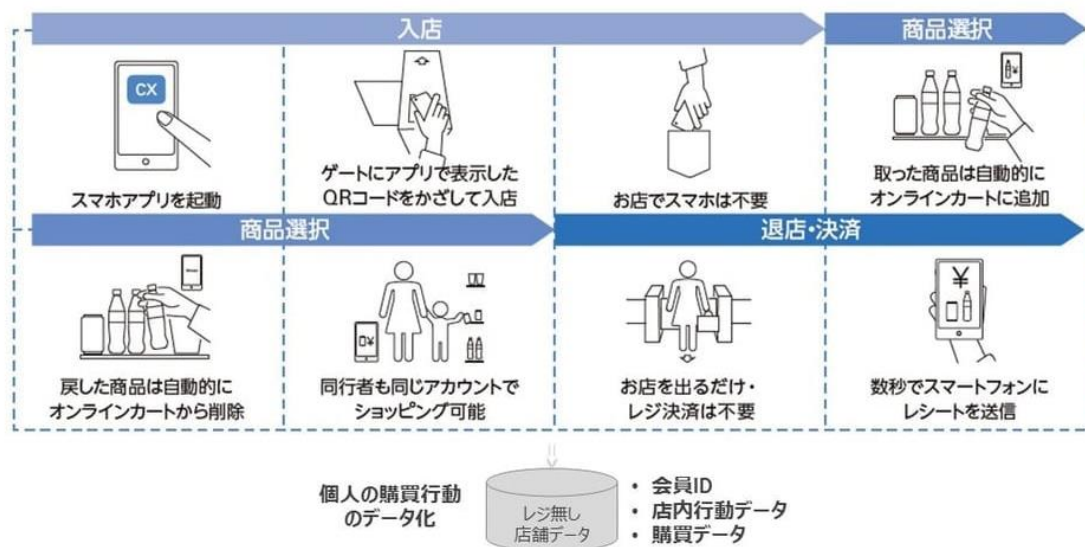 入店
商品選択
CX
¥
スマホアプリを起動
ゲートにアプリで表示した
QRコードをかざして入店
お店でスマホは不要
取った商品は自動的に
オンラインカートに追加
商品選択
退店・決済
¥
¥
戻した商品は自動的に
オンラインカートから削除
同行者も同じアカウントで
ショッピング可能
お店を出るだけ・
レジ決済は不要
数秒でスマートフォンに
レシートを送信
個人の購買行動
のデータ化
レジ無し
店舗データ
• 会員ID
• 店内行動データ
• 購買データ